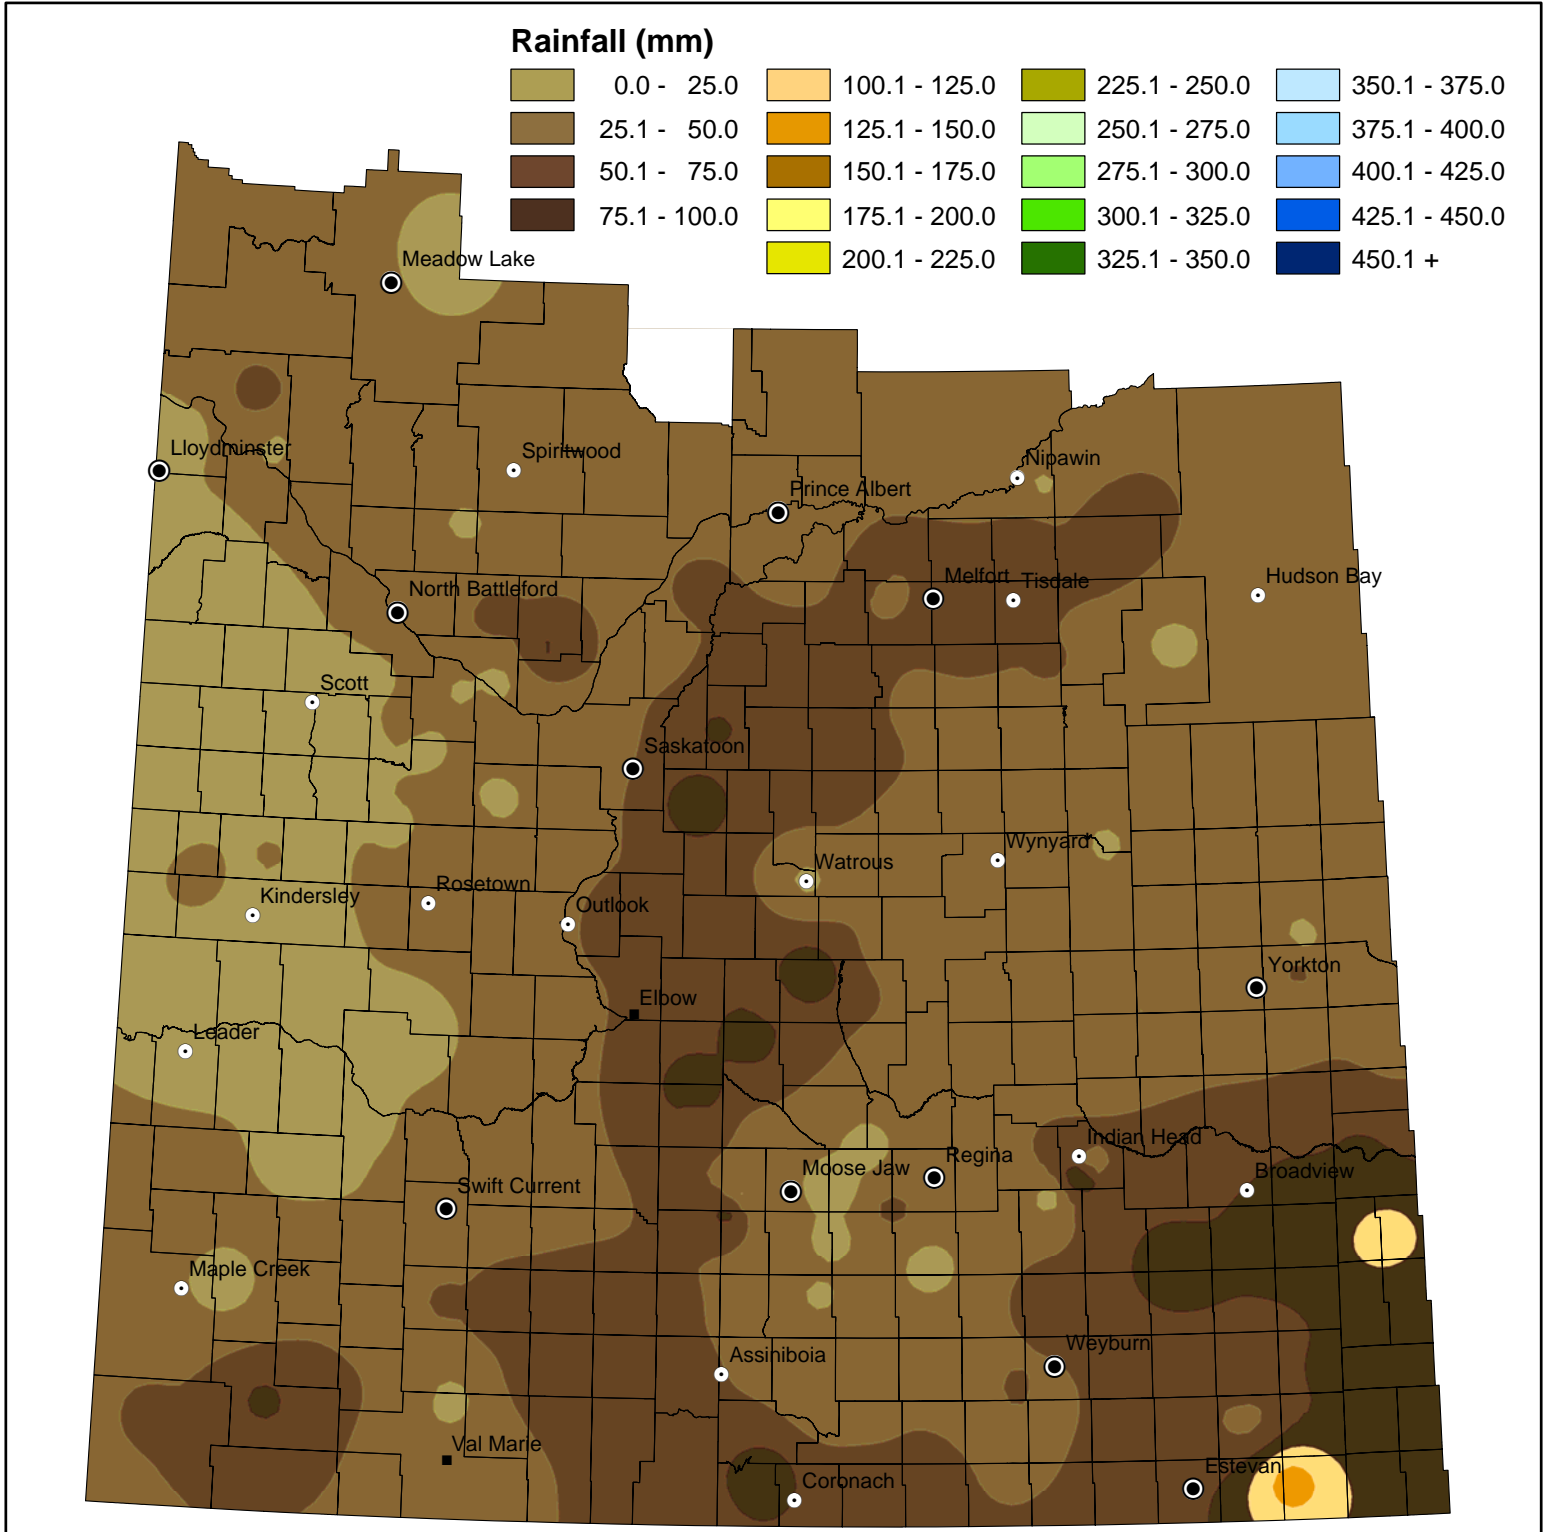 Rainfall (mm)
0.0 - 25.0
25.1 - 50.0
50.1 - 75.0
75.1 - 100.0
100.1 - 125.0
125.1 - 150.0
150.1 - 175.0
175.1 - 200.0
200.1 - 225.0
225.1 - 250.0
250.1 - 275.0
275.1 - 300.0
300.1 - 325.0
325.1 - 350.0
350.1 - 375.0
375.1 - 400.0
400.1 - 425.0
425.1 - 450.0
450.1 +
Meadow Lake
Lloydminster
Spiritwood
Nipawin
Prince Albert
North Battleford
Melfort
Tisdale
Hudson Bay
Scott
Saskatoon
Watrous
Wynyard
Kindersley
Rosetown
Outlook
Yorkton
Elbow
Leader
Indian Head
Regina
Moose Jaw
Broadview
Swift Current
Maple Creek
Weyburn
Assiniboia
Val Marie
Estevan
Coronach